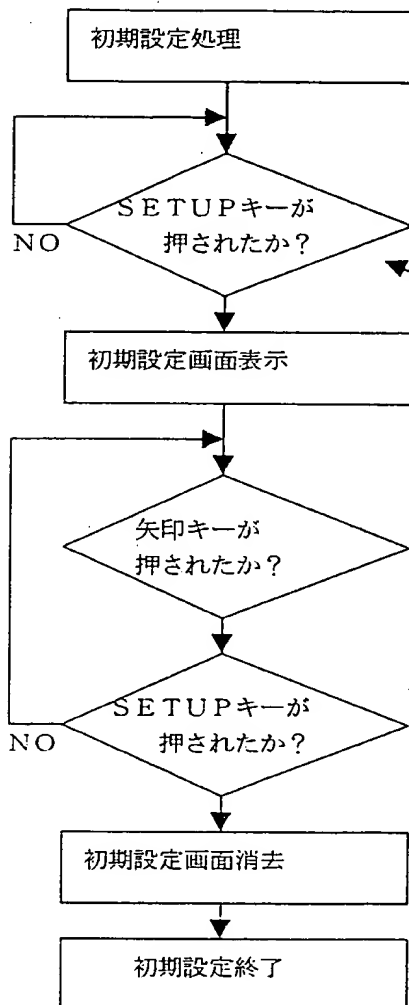 初期設定処理
SETUPキーが
押されたか?
NO
初期設定画面表示
矢印キーが
押されたか?
SETUPキーが
押されたか?
NO
初期設定画面消去
初期設定終了